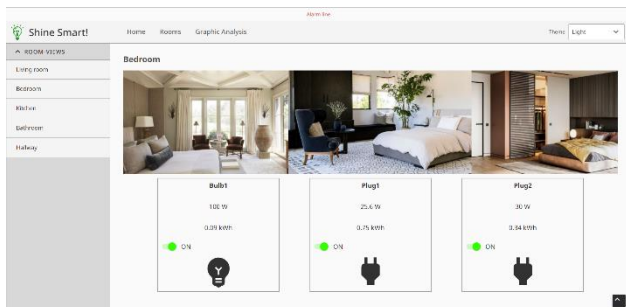 Alarm line
Shine Smart!
Home Rooms Graphic Analysis
Theme Light
ROOM VIEWS
Living room
Bedroom
Kitchen
Bathroom
Hallway
Bedroom
Bulb1 Plug1 Plug2
100 W 25.6 W 30 W
0.09 kWh 0.75 kWh 0.34 kWh
ON ON ON